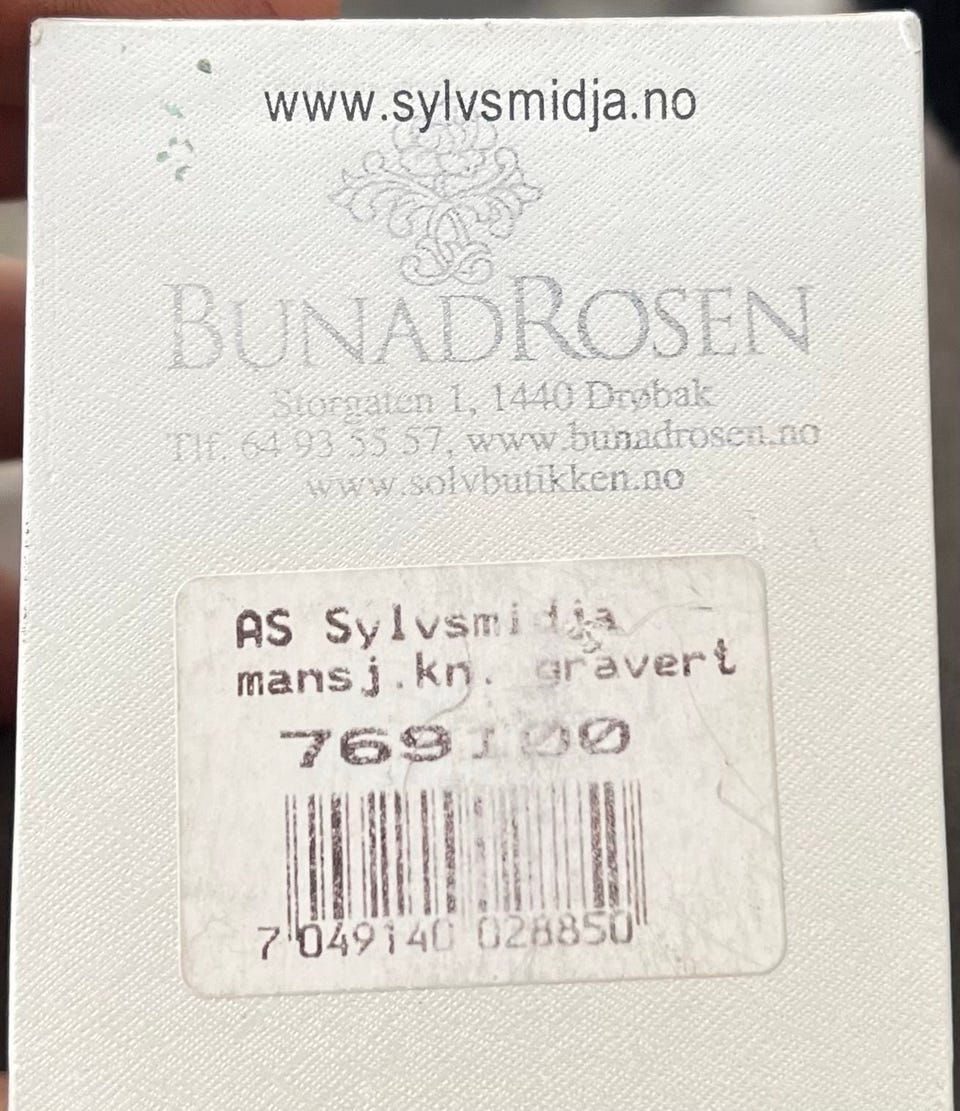 www.sylvsmidja.no
BUNADROSEN
Storgaten 1, 1440 Drøbak
Tlf. 64 93 55 57, www.bunadrosen.no
www.solvbutikken.no
AS Sylvsmidja
mansj.kn. gravert
769100
7 049140 028850